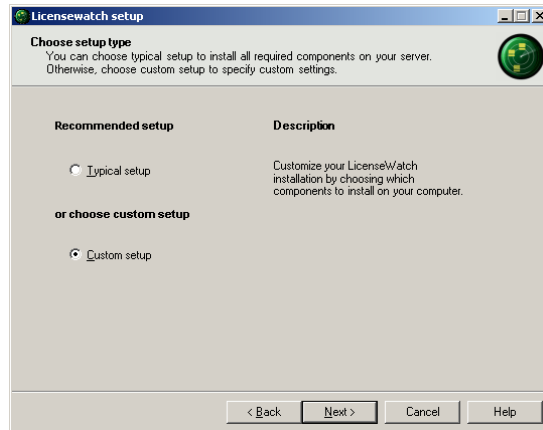 Licensewatch setup
Choose setup type
You can choose typical setup to install all required components on your server.
Otherwise, choose custom setup to specify custom settings.
Recommended setup
Description
Typical setup
Customize your LicenseWatch
installation by choosing which
components to install on your computer.
or choose custom setup
Custom setup
< Back
Next >
Cancel
Help